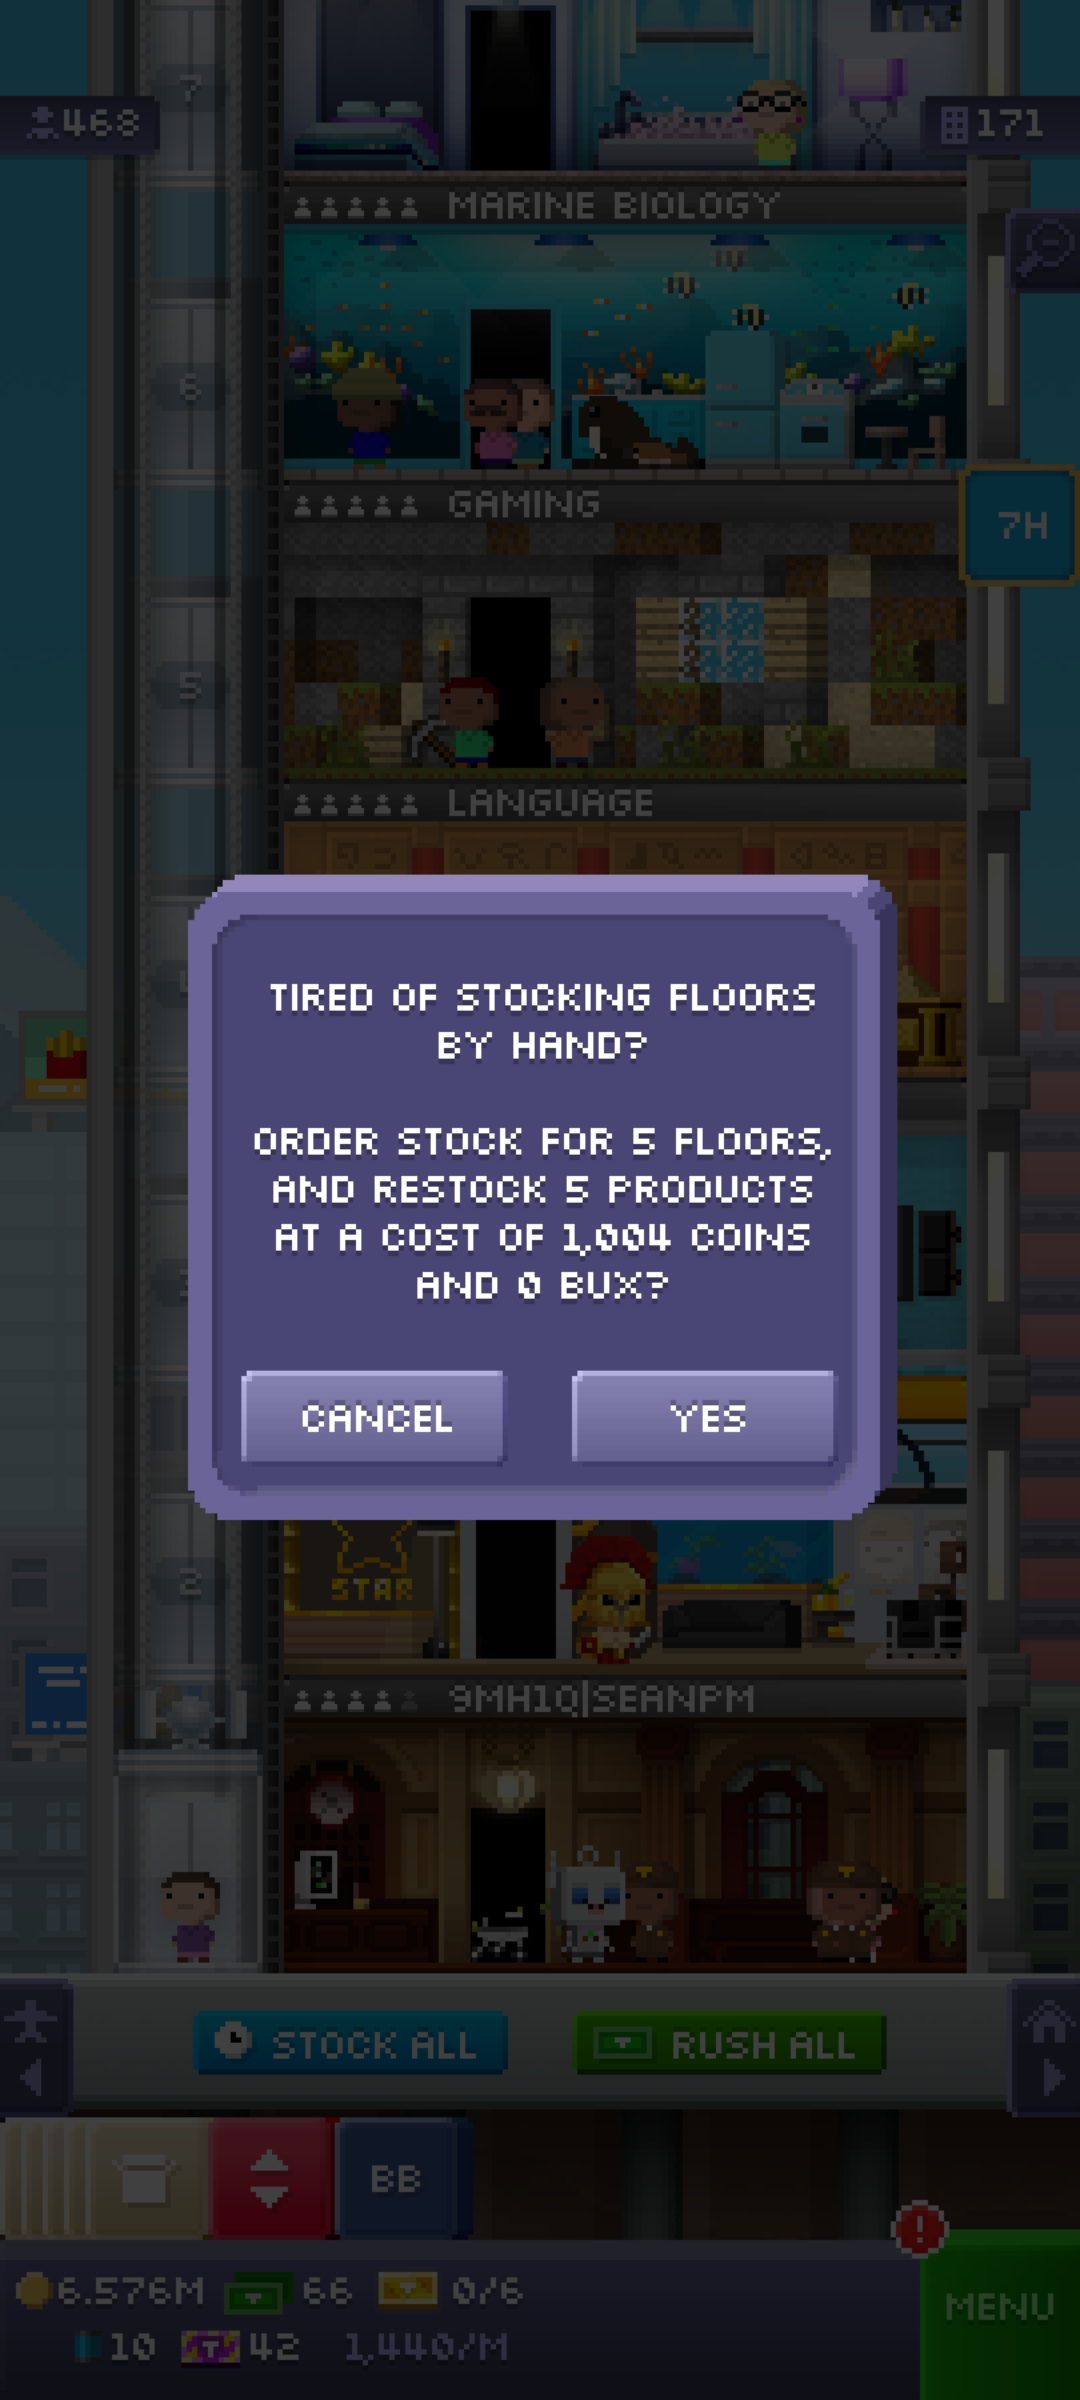 7
468
171
MARINE BIOLOGY
6
GAMING
7H
5
LANGUAGE
TIRED OF STOCKING FLOORS
BY HAND?
ORDER STOCK FOR 5 FLOORS,
AND RESTOCK 5 PRODUCTS
AT A COST OF 1,004 COINS
AND 0 BUX?
CANCEL
YES
2
STAR
9MH1Q|SEANPM
STOCK ALL
RUSH ALL
BB
!
6.576M
66
0/6
MENU
10
42
1,440/M